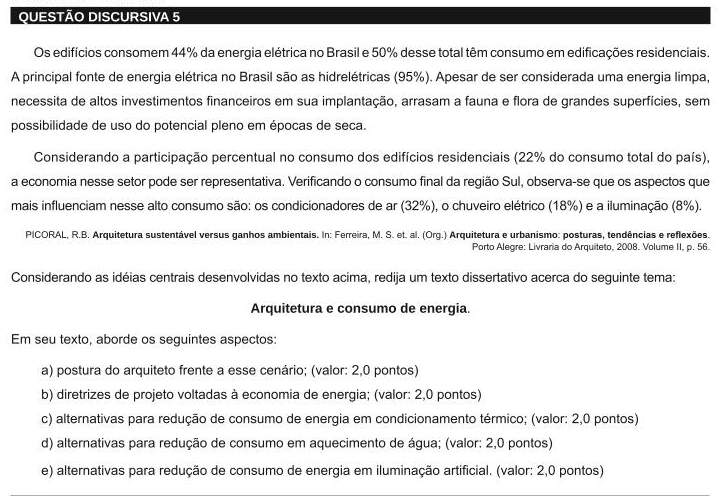 QUESTÃO DISCURSIVA 5
Os edifícios consomem 44% da energia elétrica no Brasil e 50% desse total têm consumo em edificações residenciais.
A principal fonte de energia elétrica no Brasil são as hidrelétricas (95%). Apesar de ser considerada uma energia limpa,
necessita de altos investimentos financeiros em sua implantação, arrasam a fauna e flora de grandes superfícies, sem
possibilidade de uso do potencial pleno em épocas de seca.
Considerando a participação percentual no consumo dos edifícios residenciais (22% do consumo total do país),
a economia nesse setor pode ser representativa. Verificando o consumo final da região Sul, observa-se que os aspectos que
mais influenciam nesse alto consumo são: os condicionadores de ar (32%), o chuveiro elétrico (18%) e a iluminação (8%).
PICORAL, R.B. Arquitetura sustentável versus ganhos ambientais. In: Ferreira, M. S. et. al. (Org.) Arquitetura e urbanismo: posturas, tendências e reflexões.
Porto Alegre: Livraria do Arquiteto, 2008. Volume II, p. 56.
Considerando as idéias centrais desenvolvidas no texto acima, redija um texto dissertativo acerca do seguinte tema:
Arquitetura e consumo de energia.
Em seu texto, aborde os seguintes aspectos:
a) postura do arquiteto frente a esse cenário; (valor: 2,0 pontos)
b) diretrizes de projeto voltadas à economia de energia; (valor: 2,0 pontos)
c) alternativas para redução de consumo de energia em condicionamento térmico; (valor: 2,0 pontos)
d) alternativas para redução de consumo em aquecimento de água; (valor: 2,0 pontos)
e) alternativas para redução de consumo de energia em iluminação artificial. (valor: 2,0 pontos)